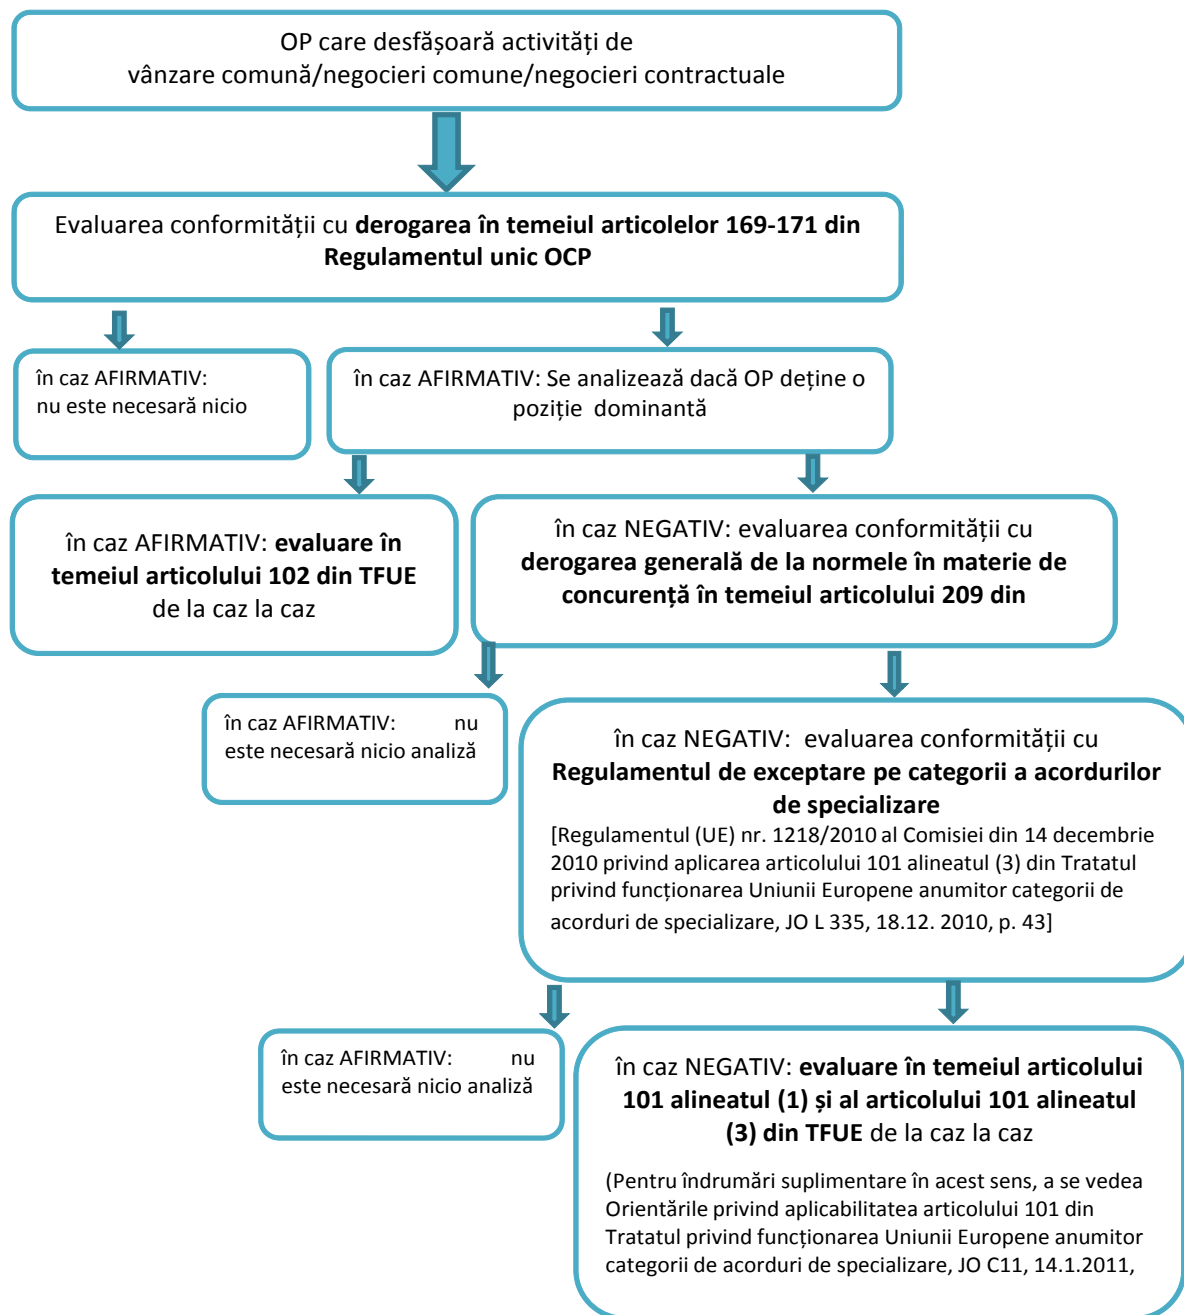 OP care desfășoară activități de
vânzare comună/negocieri comune/negocieri contractuale
Evaluarea conformității cu derogarea în temeiul articolelor 169-171 din
Regulamentul unic OCP
în caz AFIRMATIV:
nu este necesară nicio
în caz AFIRMATIV: Se analizează dacă OP deține o
poziție dominantă
în caz AFIRMATIV: evaluare în
temeiul articolului 102 din TFUE
de la caz la caz
în caz NEGATIV: evaluarea conformității cu
derogarea generală de la normele în materie de
concurență în temeiul articolului 209 din
în caz AFIRMATIV: nu
este necesară nicio analiză
în caz NEGATIV: evaluarea conformității cu
Regulamentul de exceptare pe categorii a acordurilor
de specializare
[Regulamentul (UE) nr. 1218/2010 al Comisiei din 14 decembrie
2010 privind aplicarea articolului 101 alineatul (3) din Tratatul
privind funcționarea Uniunii Europene anumitor categorii de
acorduri de specializare, JO L 335, 18.12. 2010, p. 43]
în caz AFIRMATIV: nu
este necesară nicio analiză
în caz NEGATIV: evaluare în temeiul articolului
101 alineatul (1) și al articolului 101 alineatul
(3) din TFUE de la caz la caz
(Pentru îndrumări suplimentare în acest sens, a se vedea
Orientările privind aplicabilitatea articolului 101 din
Tratatul privind funcționarea Uniunii Europene anumitor
categorii de acorduri de specializare, JO C11, 14.1.2011,